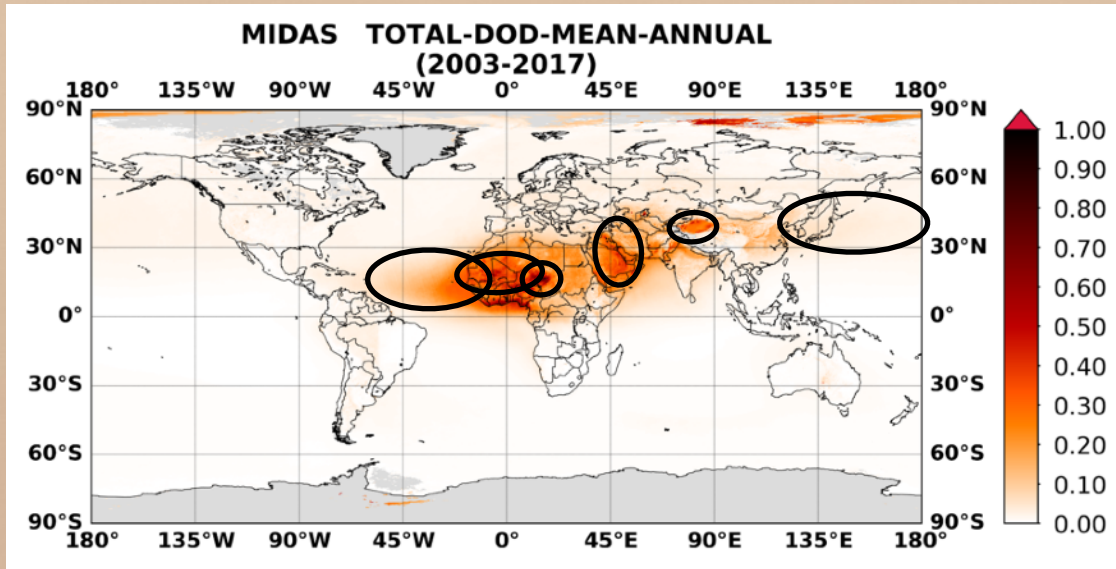 MIDAS TOTAL-DOD-MEAN-ANNUAL
(2003-2017)
180° 135°W 90°W 45°W 0° 45°E 90°E 135°E 180°
90°N 90°N 1.00
60°N 60°N 0.90
30°N 30°N 0.80
0° 0° 0.70
30°S 30°S 0.60
60°S 60°S 0.50
90°S 90°S 0.40
0.30
0.20
0.10
0.00
180° 135°W 90°W 45°W 0° 45°E 90°E 135°E 180°